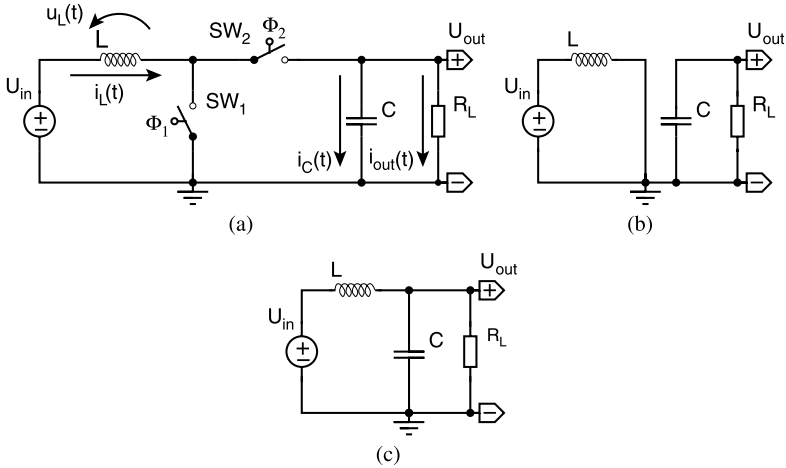 u_L(t)
L
i_L(t)
U_in
+
−
SW_2
Φ_2
SW_1
Φ_1
C
i_C(t)
i_out(t)
R_L
U_out
+
−
(a)
L
U_in
+
−
C
R_L
U_out
+
−
(b)
L
U_in
+
−
C
R_L
U_out
+
−
(c)